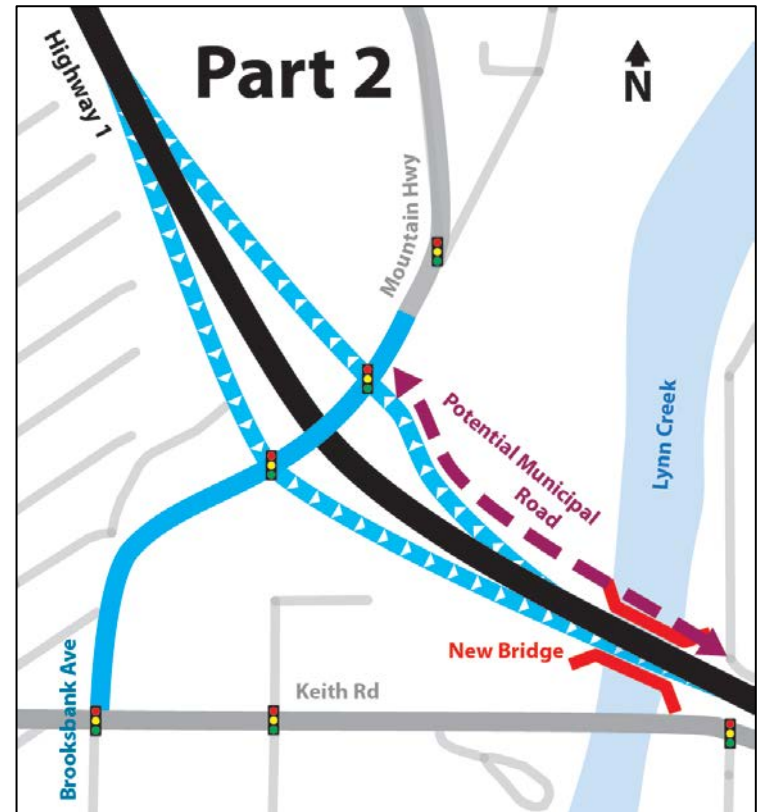 Part 2
N
Highway 1
Mountain Hwy
Potential Municipal
Road
Lynn Creek
New Bridge
Keith Rd
Brooksbank Ave